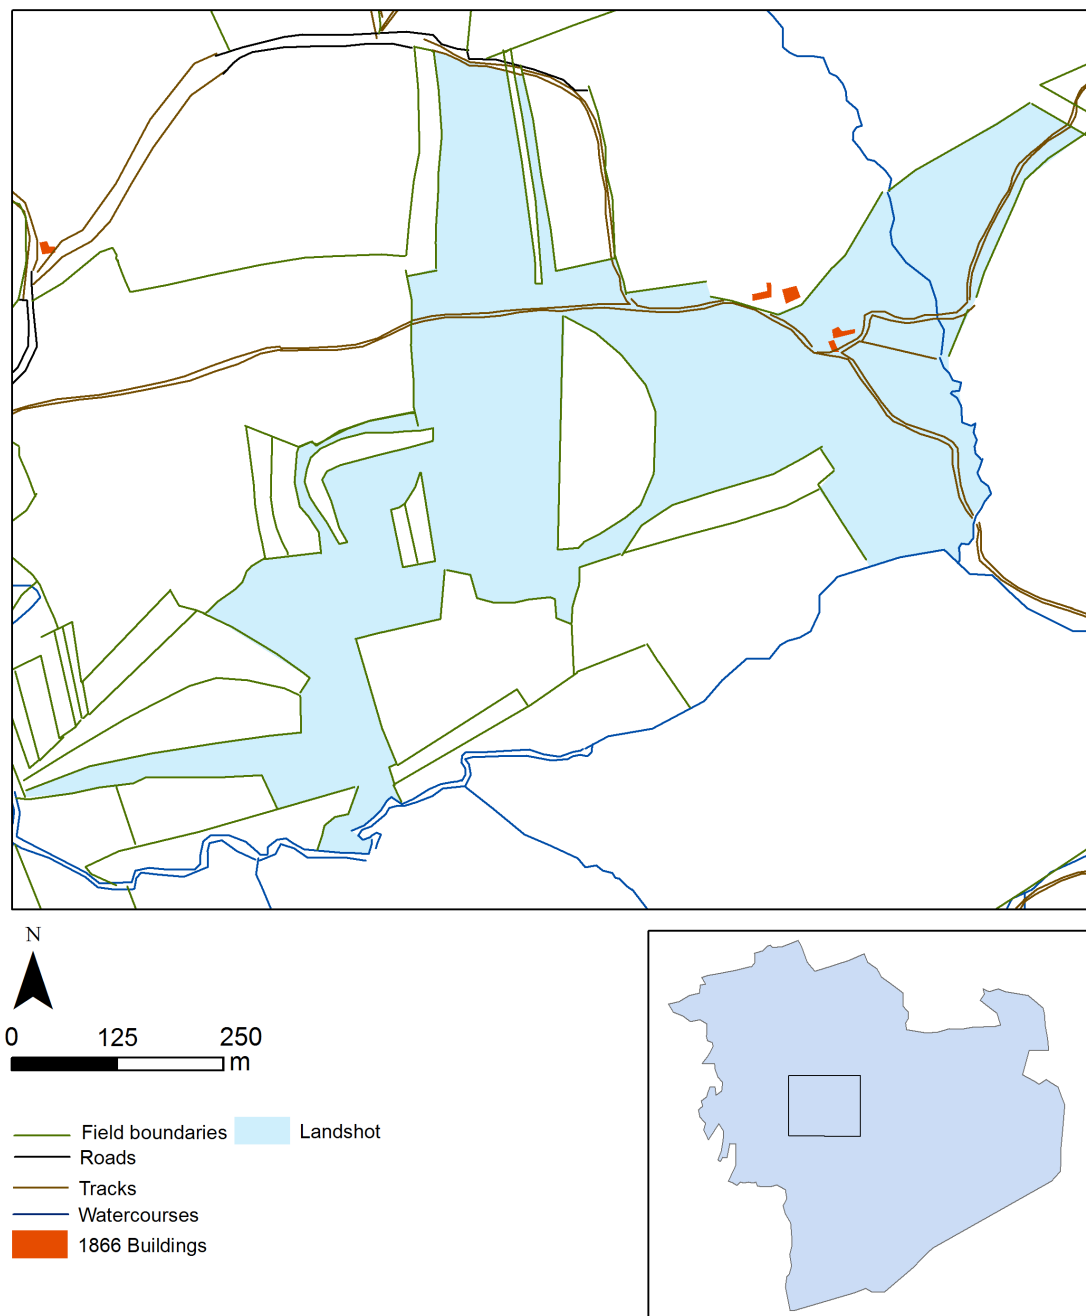 N
0 125 250
m
Field boundaries Landshot
Roads
Tracks
Watercourses
1866 Buildings